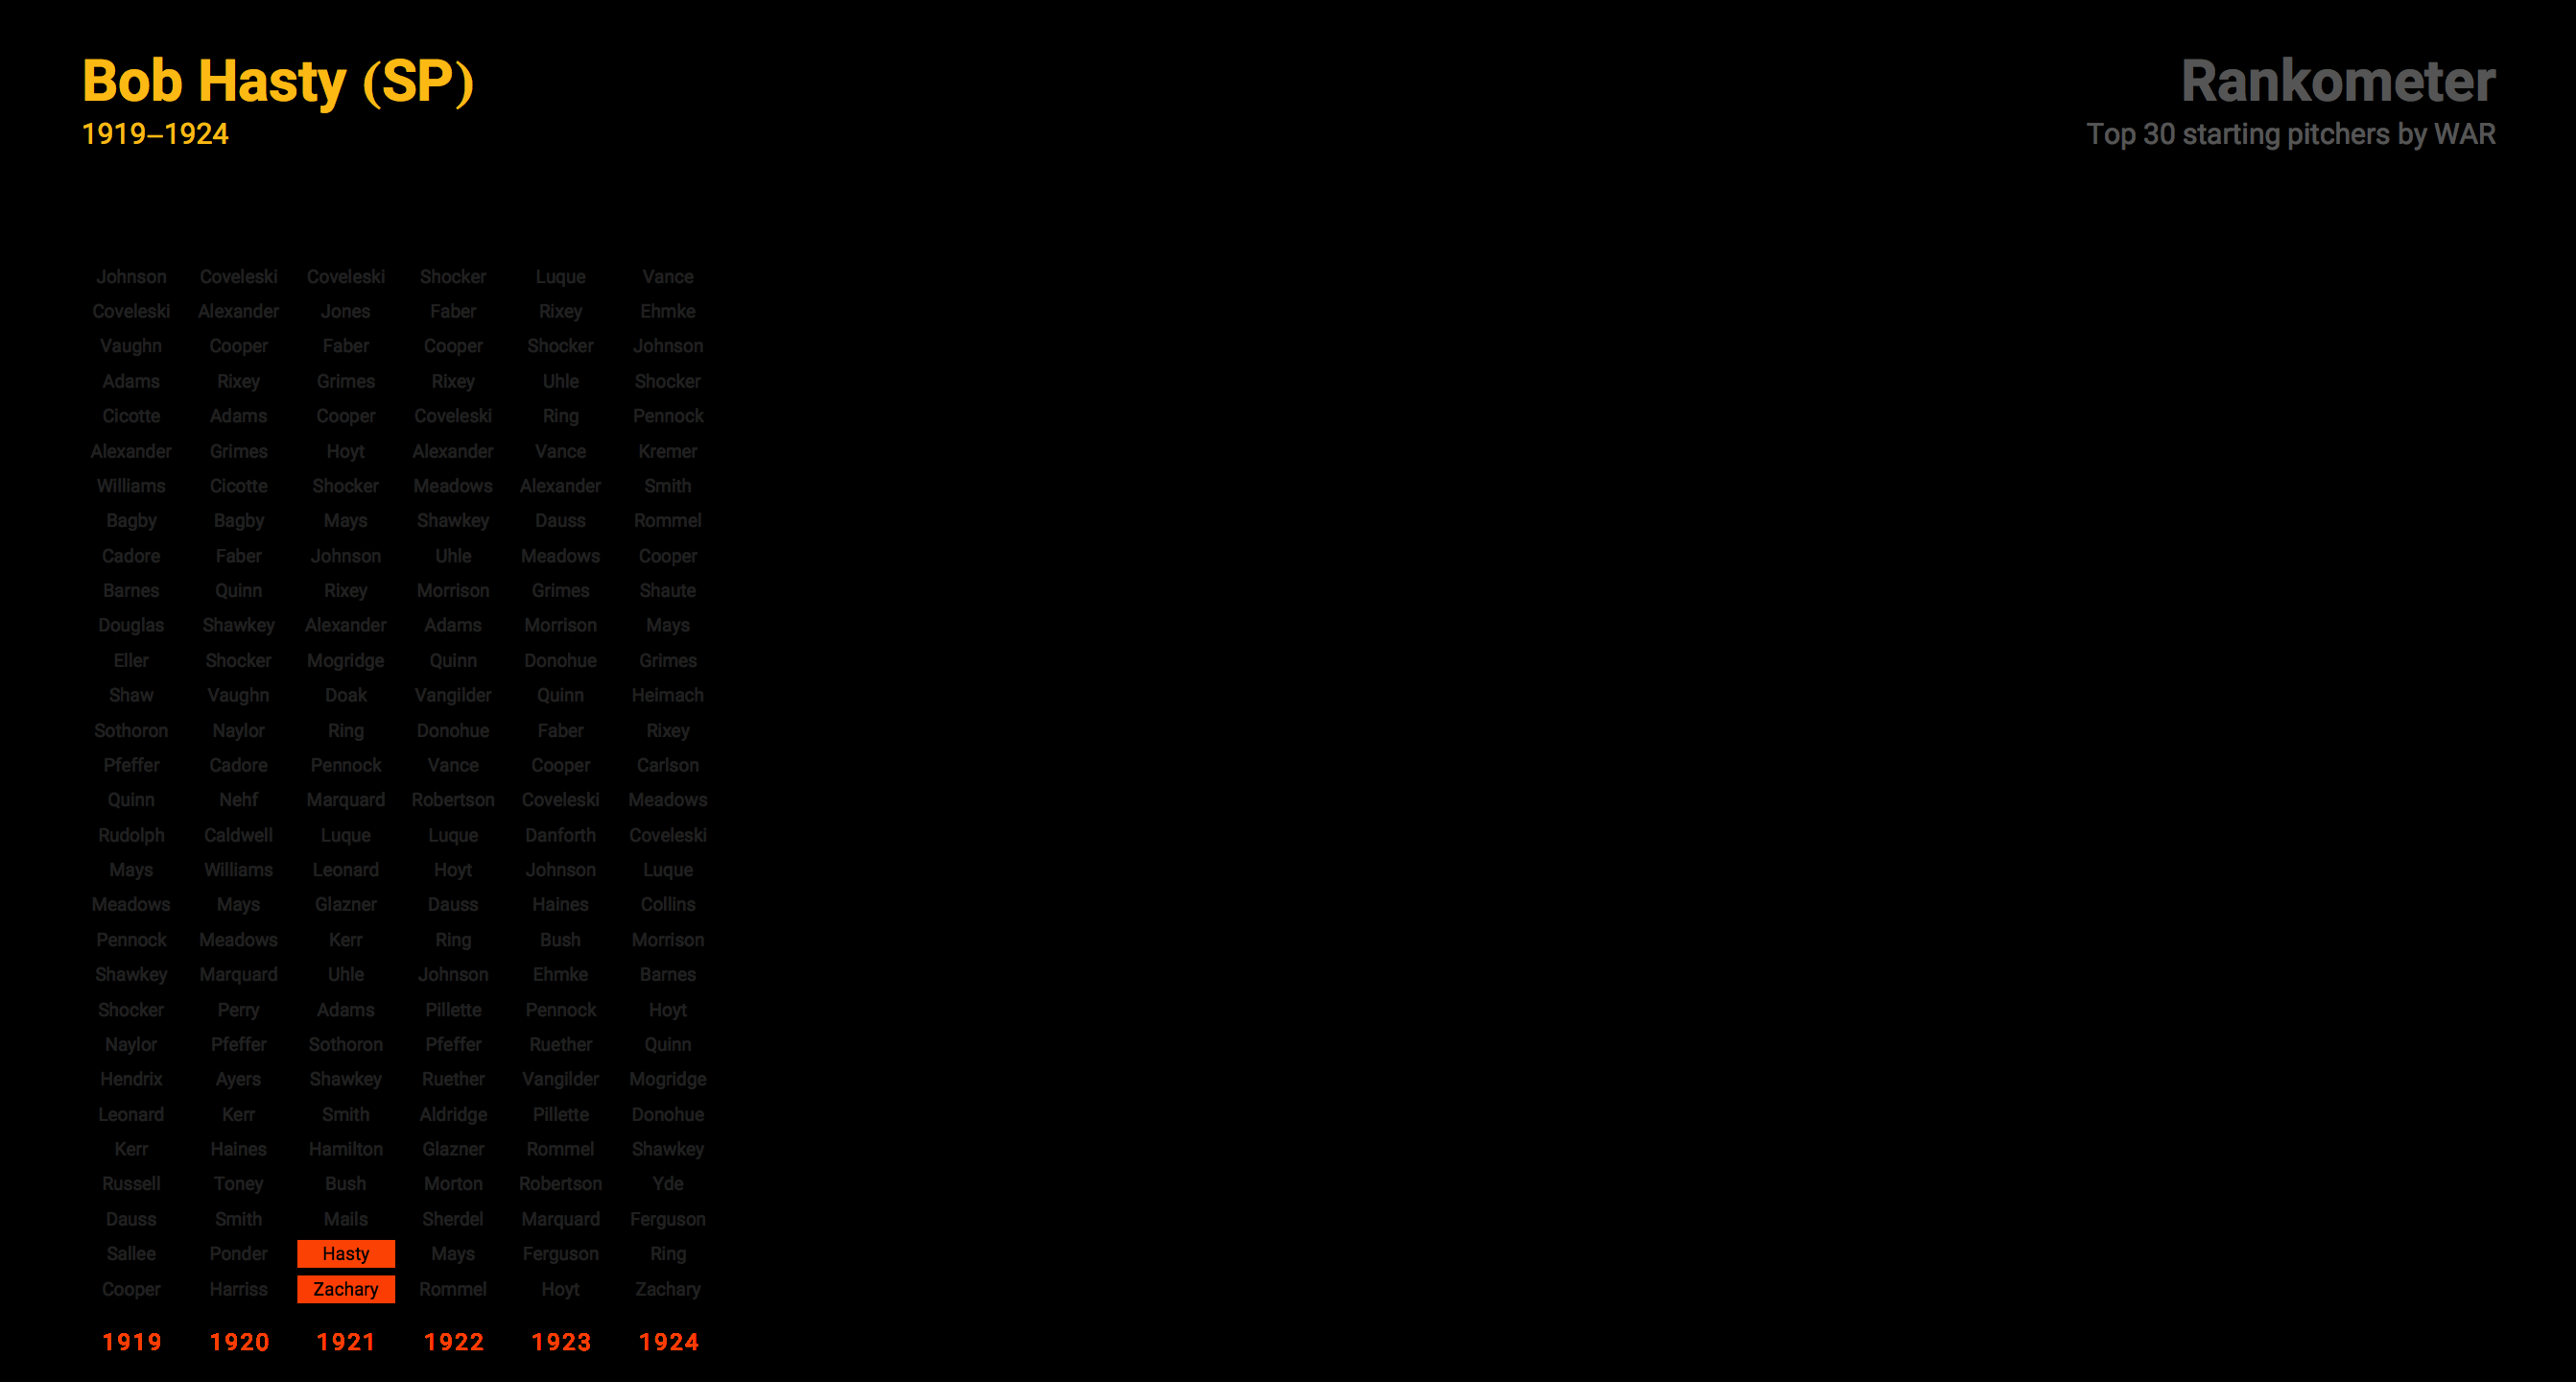 Bob Hasty (SP)
1919–1924
Rankometer
Top 30 starting pitchers by WAR
Johnson Coveleski Coveleski Shocker Luque Vance
Coveleski Alexander Jones Faber Rixey Ehmke
Vaughn Cooper Faber Cooper Shocker Johnson
Adams Rixey Grimes Rixey Uhle Shocker
Cicotte Adams Cooper Coveleski Ring Pennock
Alexander Grimes Hoyt Alexander Vance Kremer
Williams Cicotte Shocker Meadows Alexander Smith
Bagby Bagby Mays Shawkey Dauss Rommel
Cadore Faber Johnson Uhle Meadows Cooper
Barnes Quinn Rixey Morrison Grimes Shaute
Douglas Shawkey Alexander Adams Morrison Mays
Eller Shocker Mogridge Quinn Donohue Grimes
Shaw Vaughn Doak Vangilder Quinn Heimach
Sothoron Naylor Ring Donohue Faber Rixey
Pfeffer Cadore Pennock Vance Cooper Carlson
Quinn Nehf Marquard Robertson Coveleski Meadows
Rudolph Caldwell Luque Luque Danforth Coveleski
Mays Williams Leonard Hoyt Johnson Luque
Meadows Mays Glazner Dauss Haines Collins
Pennock Meadows Kerr Ring Bush Morrison
Shawkey Marquard Uhle Johnson Ehmke Barnes
Shocker Perry Adams Pillette Pennock Hoyt
Naylor Pfeffer Sothoron Pfeffer Ruether Quinn
Hendrix Ayers Shawkey Ruether Vangilder Mogridge
Leonard Kerr Smith Aldridge Pillette Donohue
Kerr Haines Hamilton Glazner Rommel Shawkey
Russell Toney Bush Morton Robertson Yde
Dauss Smith Mails Sherdel Marquard Ferguson
Sallee Ponder Hasty Mays Ferguson Ring
Cooper Harriss Zachary Rommel Hoyt Zachary
1919 1920 1921 1922 1923 1924